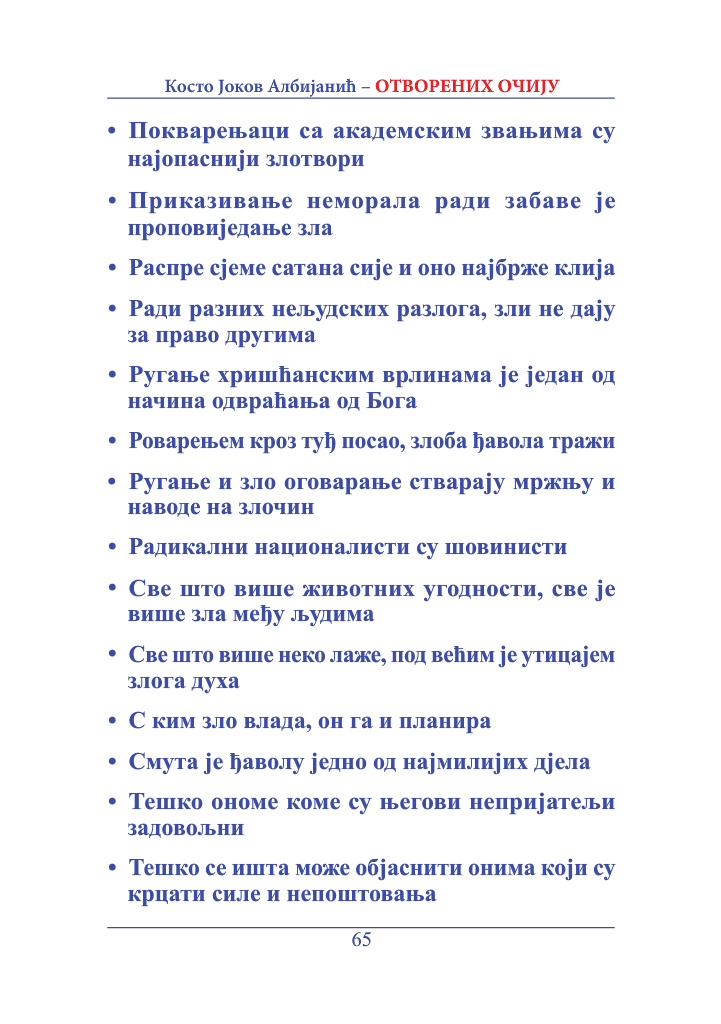 Косто Јоков Албијанић – ОТВОРЕНИХ ОЧИЈУ
• Покварењаци са академским звањима су
најопаснији злотвори
• Приказивање неморала ради забаве је
проповиједање зла
• Распре сјеме сатана сије и оно најбрже клија
• Ради разних нељудских разлога, зли не дају
за право другима
• Ругање хришћанским врлинама је један од
начина одвраћања од Бога
• Роварењем кроз туђ посао, злоба ђавола тражи
• Ругање и зло оговарање стварају мржњу и
наводе на злочин
• Радикални националисти су шовинисти
• Све што више животних угодности, све је
више зла међу људима
• Све што више неко лаже, под већим је утицајем
злога духа
• С ким зло влада, он га и планира
• Смута је ђаволу једно од најмилијих дјела
• Тешко ономе коме су његови непријатељи
задовољни
• Тешко се ишта може објаснити онима који су
крцати силе и непоштовања
65